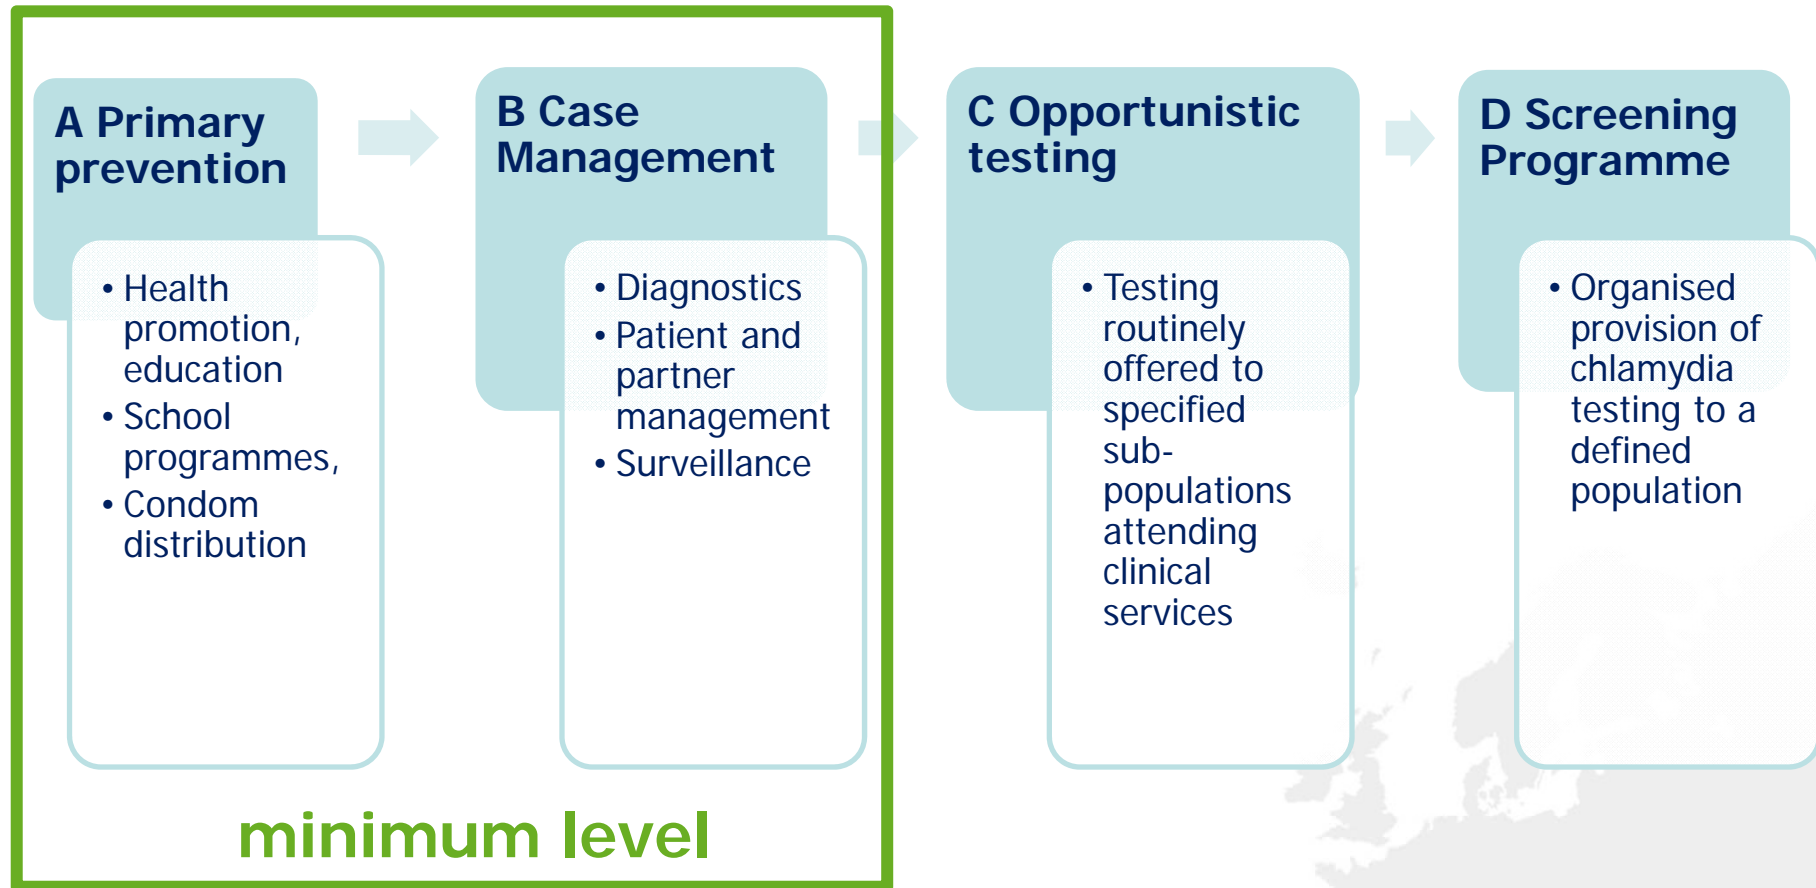 A Primary
prevention
• Health
promotion,
education
• School
programmes,
• Condom
distribution
B Case
Management
• Diagnostics
• Patient and
partner
management
• Surveillance
C Opportunistic
testing
• Testing
routinely
offered to
specified
sub-
populations
attending
clinical
services
D Screening
Programme
• Organised
provision of
chlamydia
testing to a
defined
population
minimum level